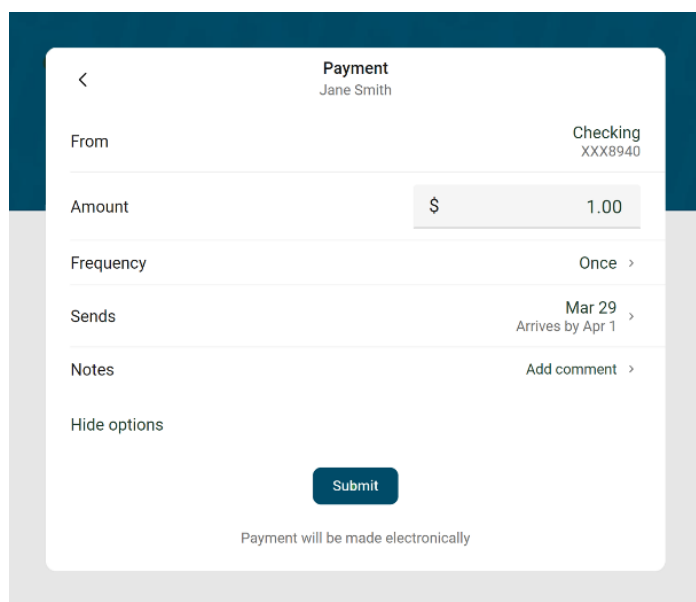 Payment
Jane Smith
From
Checking
XXX8940
Amount
$ 1.00
Frequency
Once >
Sends
Mar 29 >
Arrives by Apr 1
Notes
Add comment >
Hide options
Submit
Payment will be made electronically